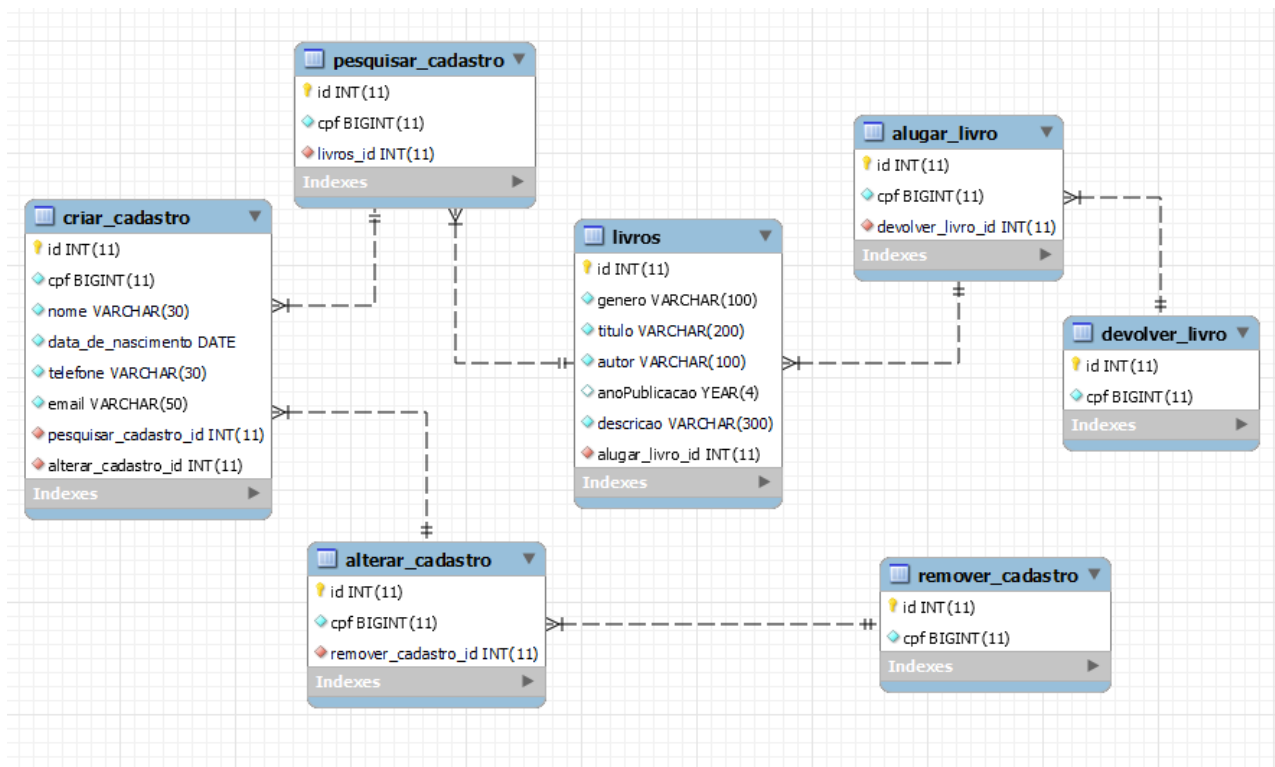 pesquisar_cadastro
id INT(11)
cpf BIGINT(11)
livros_id INT(11)
Indexes
criar_cadastro
id INT(11)
cpf BIGINT(11)
nome VARCHAR(30)
data_de_nascimento DATE
telefone VARCHAR(30)
email VARCHAR(50)
pesquisar_cadastro_id INT(11)
alterar_cadastro_id INT(11)
Indexes
livros
id INT(11)
genero VARCHAR(100)
titulo VARCHAR(200)
autor VARCHAR(100)
anoPublicacao YEAR(4)
descricao VARCHAR(300)
alugar_livro_id INT(11)
Indexes
alugar_livro
id INT(11)
cpf BIGINT(11)
devolver_livro_id INT(11)
Indexes
devolver_livro
id INT(11)
cpf BIGINT(11)
Indexes
alterar_cadastro
id INT(11)
cpf BIGINT(11)
remover_cadastro_id INT(11)
Indexes
remover_cadastro
id INT(11)
cpf BIGINT(11)
Indexes